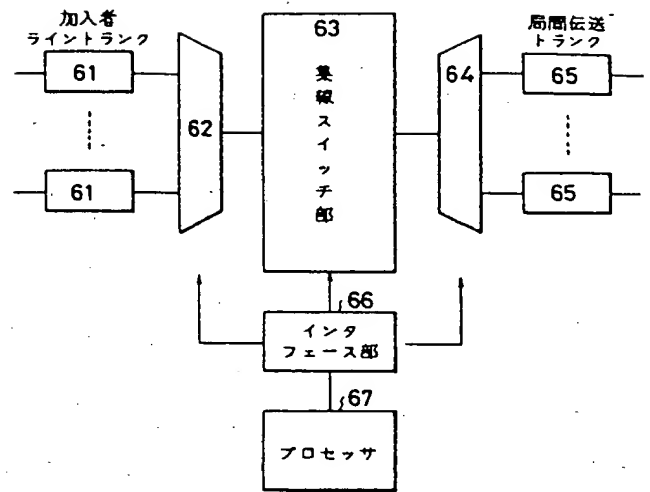 加入者
ライントランク
61
61
62
63
集線スイッチ部
64
局間伝送
トランク
65
65
66
インタ
フェース部
67
プロセッサ